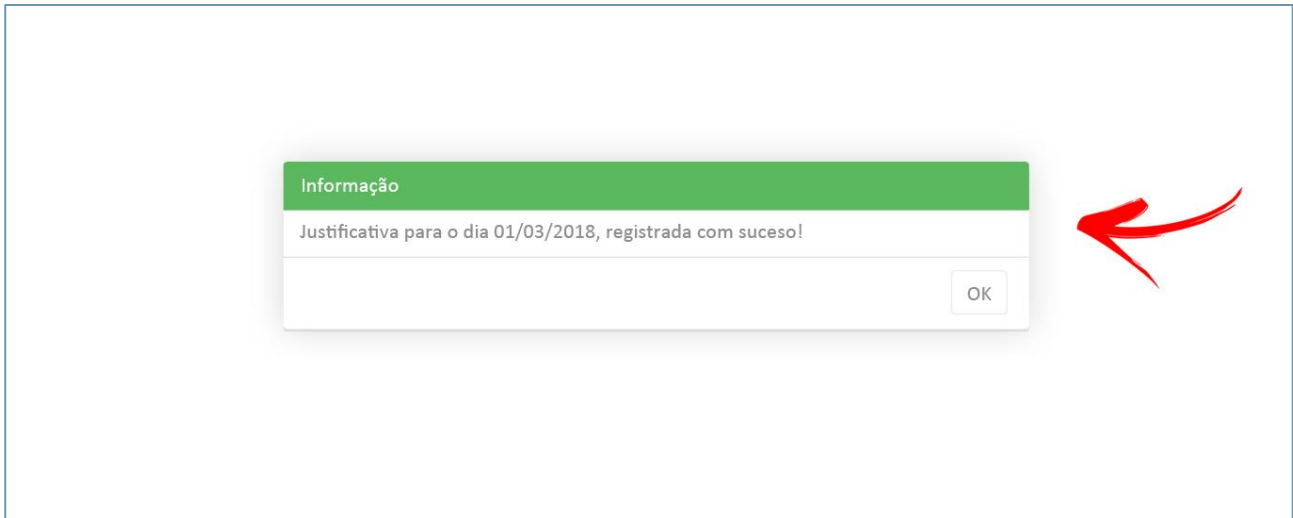 Informação
Justificativa para o dia 01/03/2018, registrada com suceso!
OK